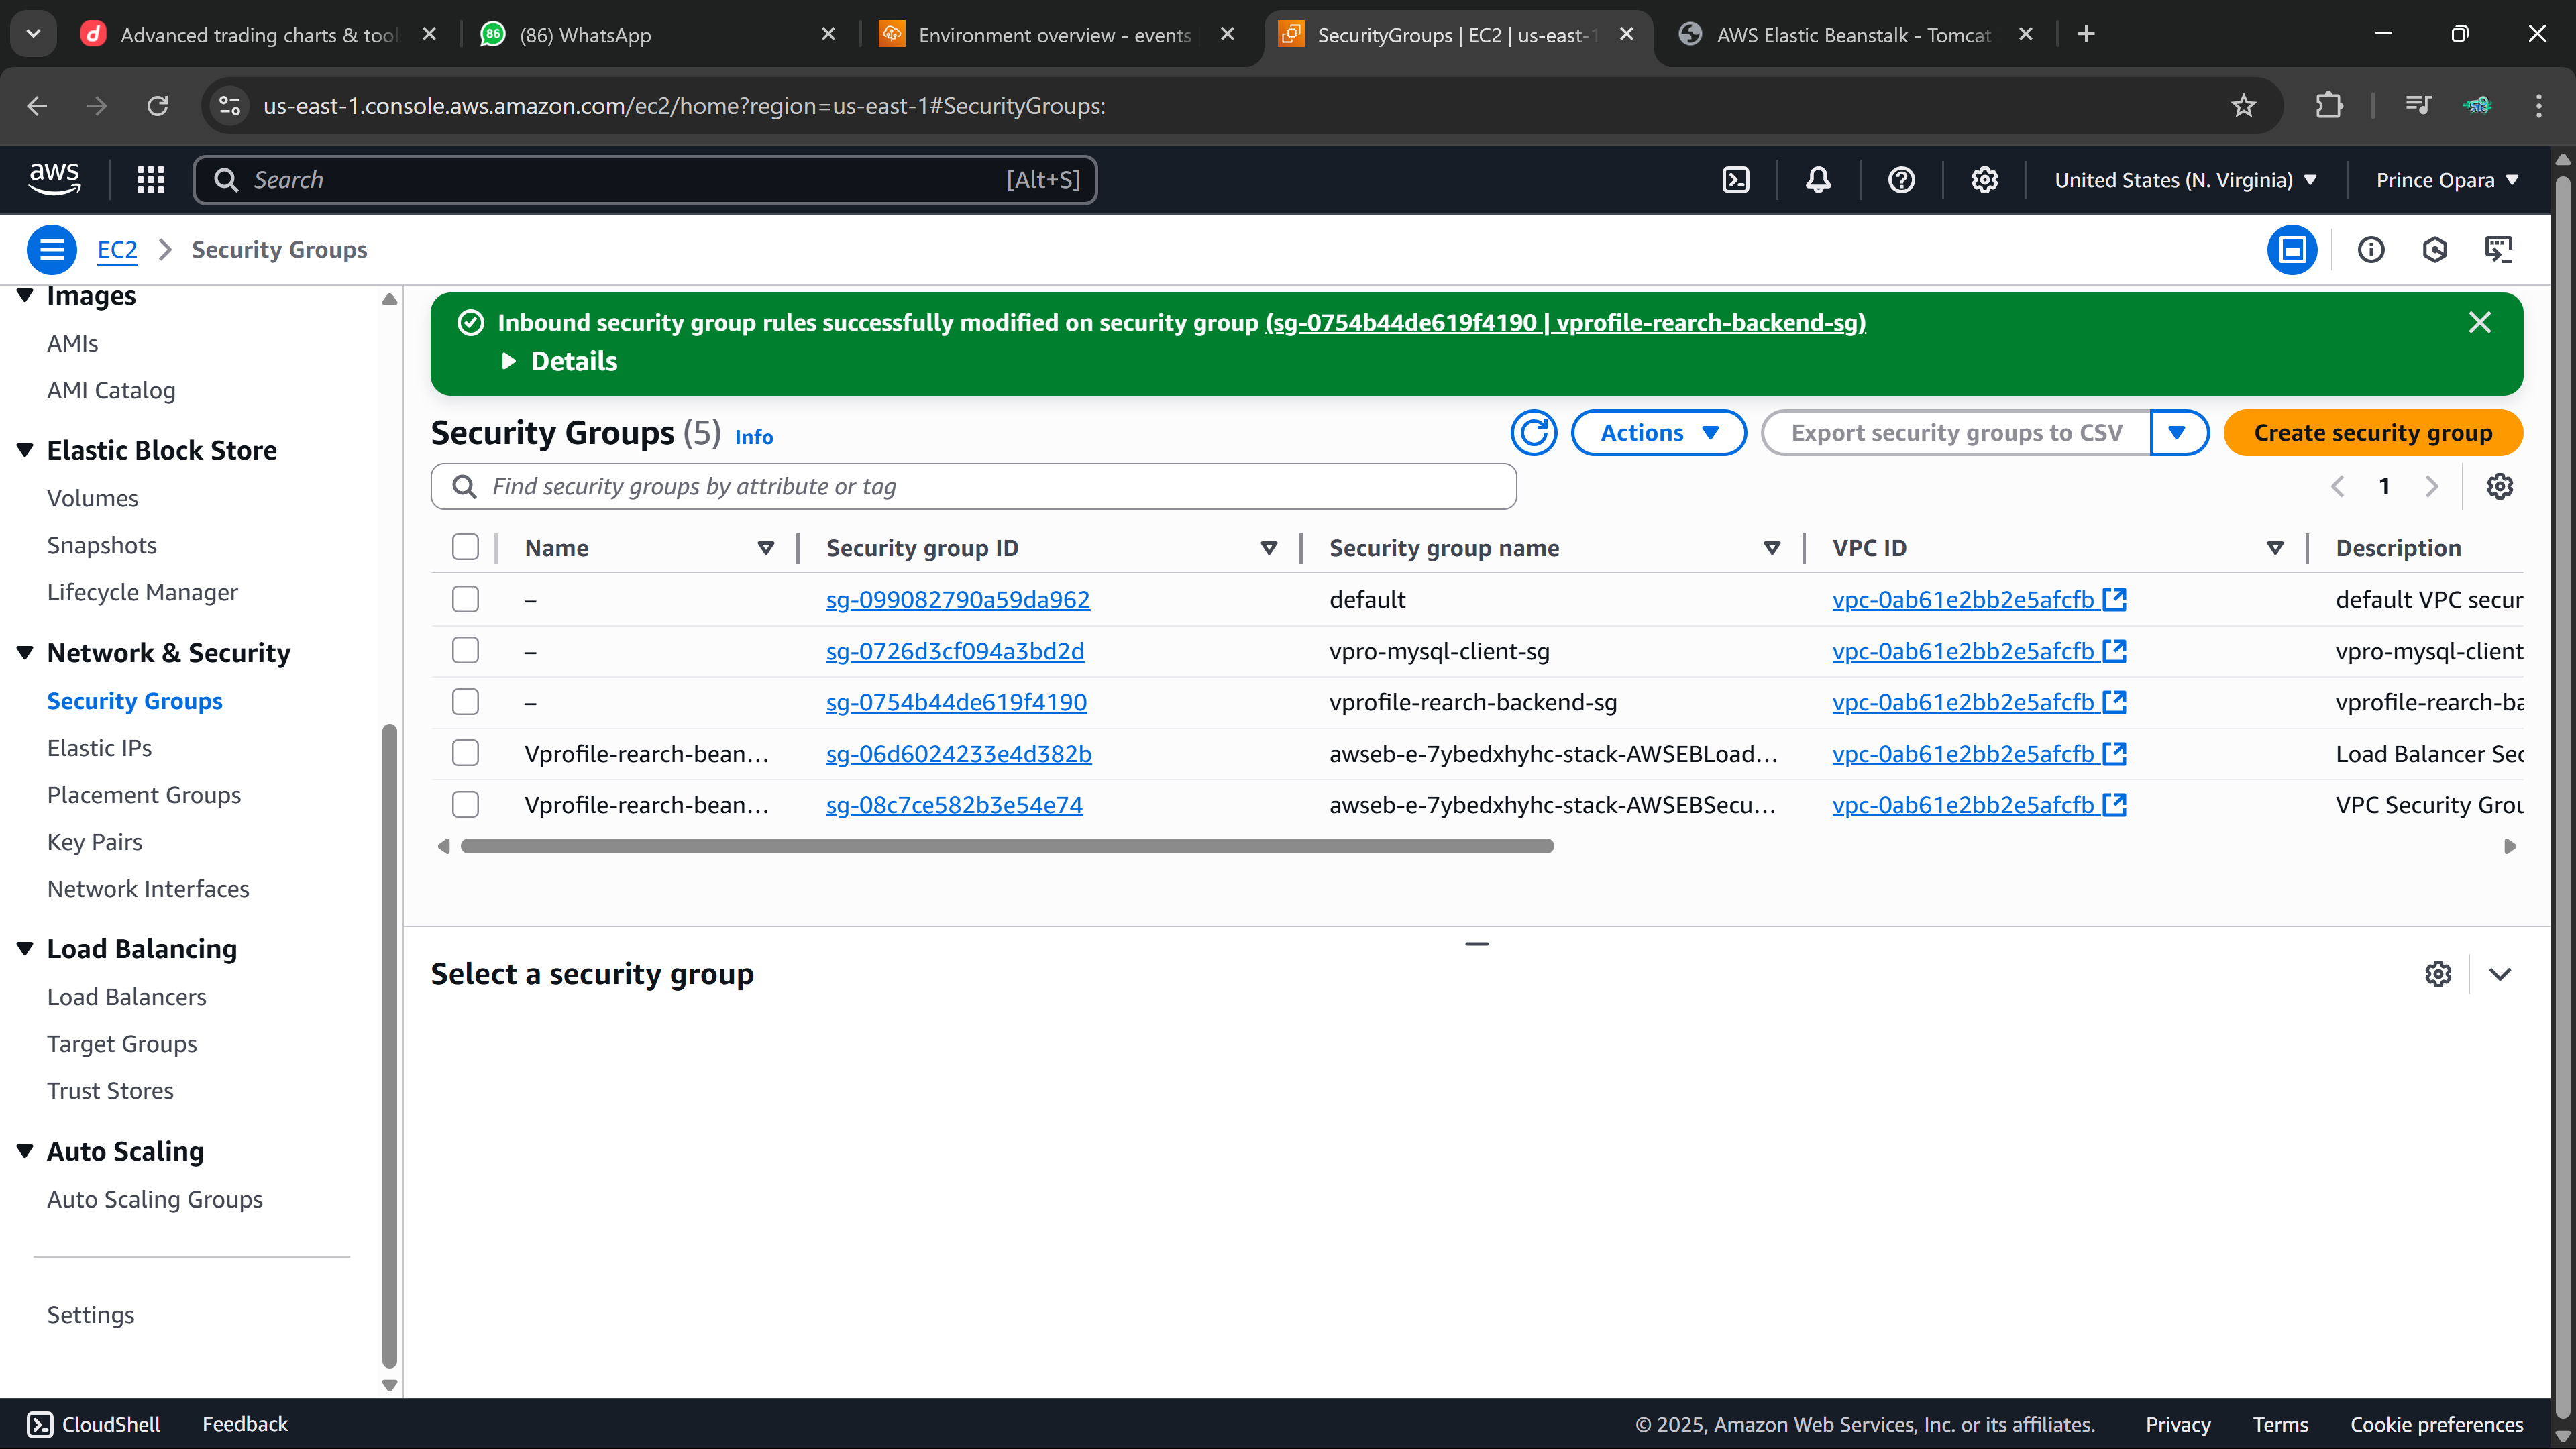 Advanced trading charts & tool
86
(86) WhatsApp
Environment overview - events
SecurityGroups | EC2 | us-east-1
AWS Elastic Beanstalk - Tomcat
us-east-1.console.aws.amazon.com/ec2/home?region=us-east-1#SecurityGroups:
aws
Search
[Alt+S]
United States (N. Virginia)
Prince Opara
EC2
Security Groups
Images
AMIs
AMI Catalog
Elastic Block Store
Volumes
Snapshots
Lifecycle Manager
Network & Security
Security Groups
Elastic IPs
Placement Groups
Key Pairs
Network Interfaces
Load Balancing
Load Balancers
Target Groups
Trust Stores
Auto Scaling
Auto Scaling Groups
Settings
Inbound security group rules successfully modified on security group (sg-0754b44de619f4190 | vprofile-rearch-backend-sg)
Details
Security Groups (5) Info
Actions
Export security groups to CSV
Create security group
Find security groups by attribute or tag
1
Name Security group ID Security group name VPC ID Description
– sg-099082790a59da962 default vpc-0ab61e2bb2e5afcfb default VPC secur
– sg-0726d3cf094a3bd2d vpro-mysql-client-sg vpc-0ab61e2bb2e5afcfb vpro-mysql-client
– sg-0754b44de619f4190 vprofile-rearch-backend-sg vpc-0ab61e2bb2e5afcfb vprofile-rearch-ba
Vprofile-rearch-bean... sg-06d6024233e4d382b awseb-e-7ybedxhyhc-stack-AWSEBLoad... vpc-0ab61e2bb2e5afcfb Load Balancer Sec
Vprofile-rearch-bean... sg-08c7ce582b3e54e74 awseb-e-7ybedxhyhc-stack-AWSEBSecu... vpc-0ab61e2bb2e5afcfb VPC Security Grou
Select a security group
CloudShell
Feedback
© 2025, Amazon Web Services, Inc. or its affiliates.
Privacy
Terms
Cookie preferences